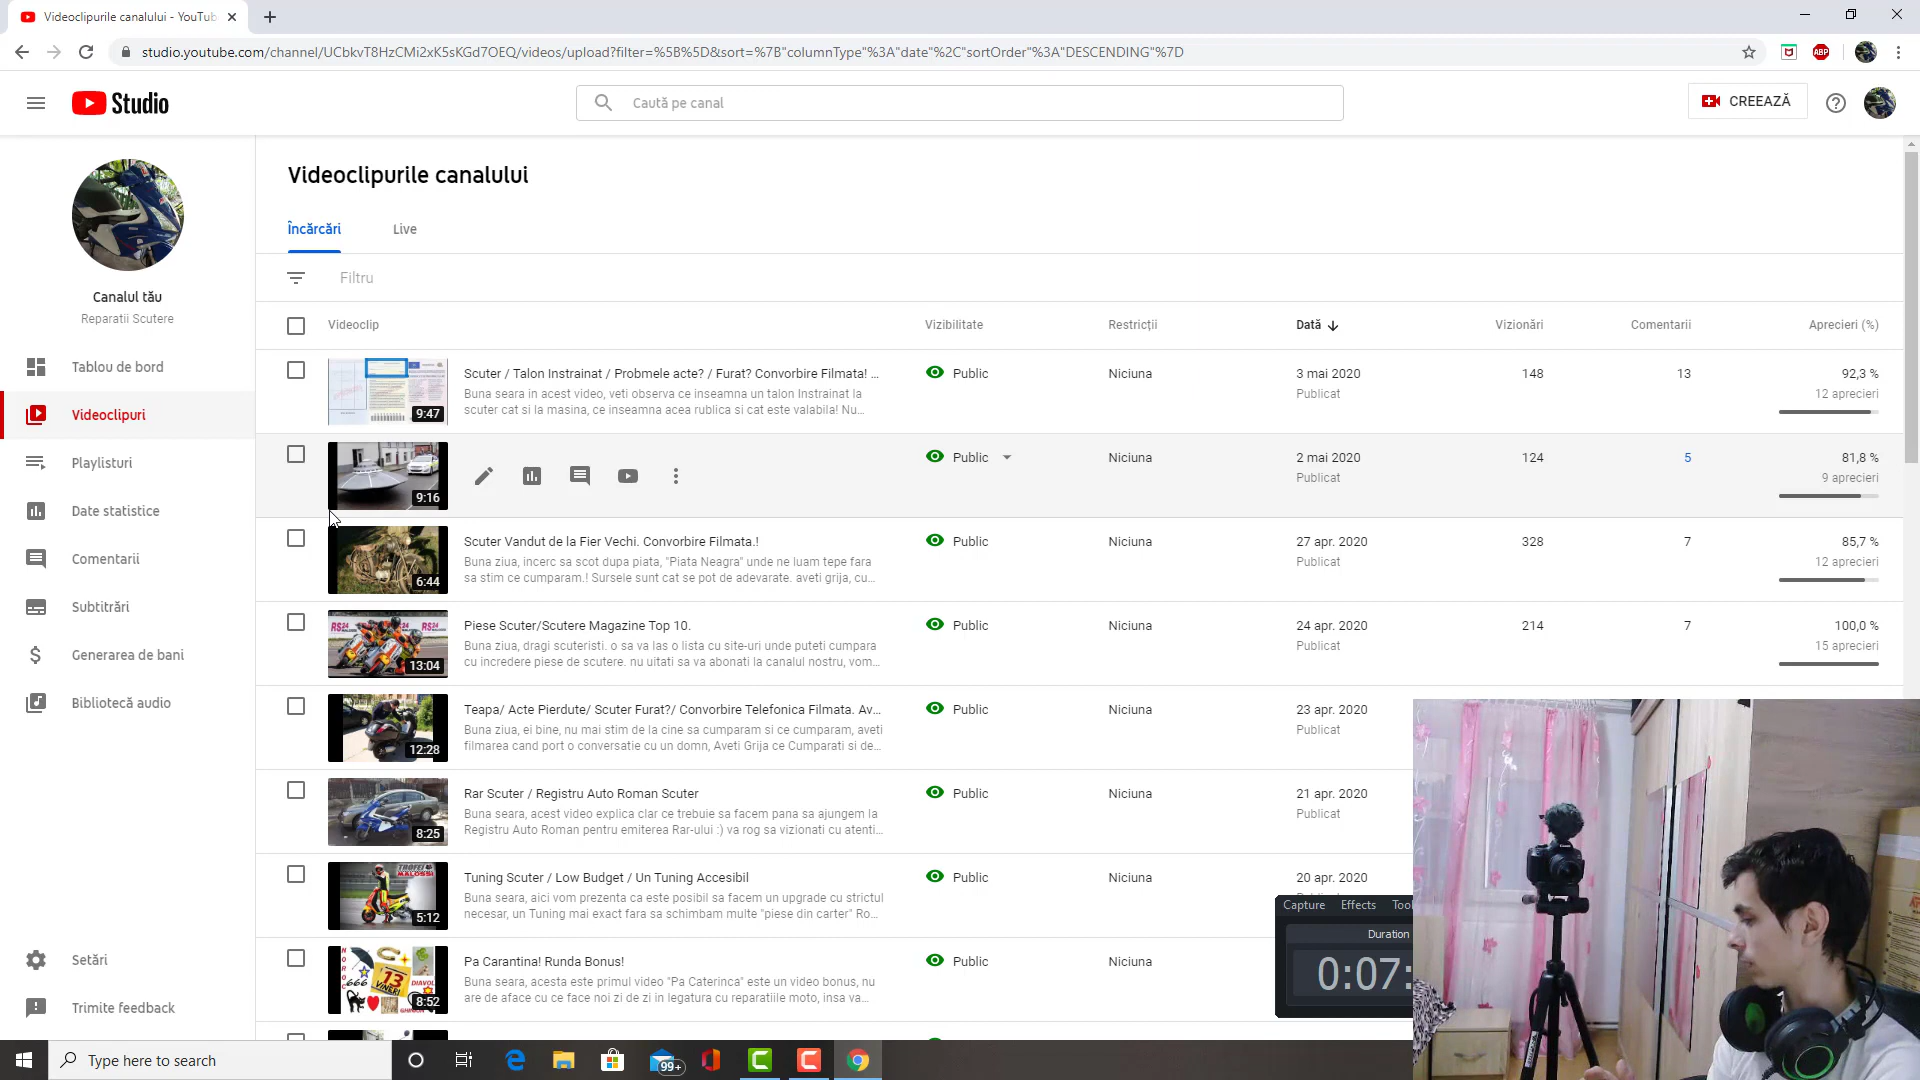 Videoclipurile canalului - YouTub
studio.youtube.com/channel/UCbkvT8HzCMi2xK5sKGd7OEQ/videos/upload?filter=%5B%5D&sort=%7B"columnType"%3A"date"%2C"sortOrder"%3A"DESCENDING"%7D
ABP
Studio
Caută pe canal
CREEAZĂ
Canalul tău
Reparatii Scutere
Tablou de bord
Videoclipuri
Playlisturi
Date statistice
Comentarii
Subtitrări
Generarea de bani
Bibliotecă audio
Setări
Trimite feedback
Videoclipurile canalului
Încărcări Live
Filtru
Videoclip Vizibilitate Restricții Dată Vizionări Comentarii Aprecieri (%)
9:47
Scuter / Talon Instrainat / Probmele acte? / Furat? Convorbire Filmata! ...
Buna seara in acest video, veti observa ce inseamna un talon Instrainat la
scuter cat si la masina, ce inseamna acea rublica si cat este valabila! Nu...
Public Niciuna 3 mai 2020 148 13 92,3 %
Publicat 12 aprecieri
9:16
Public Niciuna 2 mai 2020 124 5 81,8 %
Publicat 9 aprecieri
6:44
Scuter Vandut de la Fier Vechi. Convorbire Filmata.!
Buna ziua, incerc sa scot dupa piata, "Piata Neagra" unde ne luam tepe fara
sa stim ce cumparam.! Sursele sunt cat se pot de adevarate. aveti grija, cu...
Public Niciuna 27 apr. 2020 328 7 85,7 %
Publicat 12 aprecieri
RS24 RS24
13:04
Piese Scuter/Scutere Magazine Top 10.
Buna ziua, dragi scuteristi. o sa va las o lista cu site-uri unde puteti cumpara
cu incredere piese de scutere. nu uitati sa va abonati la canalul nostru, vom...
Public Niciuna 24 apr. 2020 214 7 100,0 %
Publicat 15 aprecieri
12:28
Teapa/ Acte Pierdute/ Scuter Furat?/ Convorbire Telefonica Filmata. Av...
Buna ziua, ei bine, nu mai stim de la cine sa cumparam si ce cumparam, aveti
filmarea cand port o conversatie cu un domn, Aveti Grija ce Cumparati si de...
Public Niciuna 23 apr. 2020
Publicat
8:25
Rar Scuter / Registru Auto Roman Scuter
Buna seara, acest video explica clar ce trebuie sa facem pana sa ajungem la
Registru Auto Roman pentru emiterea Rar-ului :) va rog sa vizionati cu atenti...
Public Niciuna 21 apr. 2020
Publicat
TROFEI
MALOSSI
5:12
Tuning Scuter / Low Budget / Un Tuning Accesibil
Buna seara, aici vom prezenta ca este posibil sa facem un upgrade cu strictul
necesar, un Tuning mai exact fara sa schimbam multe "piese din carter" Ro...
Public Niciuna 20 apr. 2020
666 13 VINERI DIAVOL
8:52
Pa Carantina! Runda Bonus!
Buna seara, acesta este primul video "Pa Caterinca" este un video bonus, nu
are de aface cu ce face noi zi de zi in legatura cu reparatiile moto, insa va...
Public Niciuna
Capture Effects Tool
Duration
0:07:
Type here to search
99+